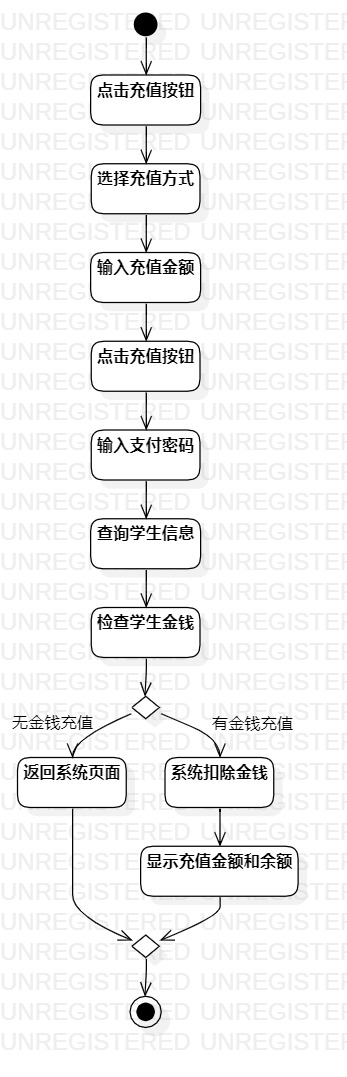 点击充值按钮
选择充值方式
输入充值金额
点击充值按钮
输入支付密码
查询学生信息
检查学生金钱
无金钱充值
有金钱充值
返回系统页面
系统扣除金钱
显示充值金额和余额
UNREGISTERED